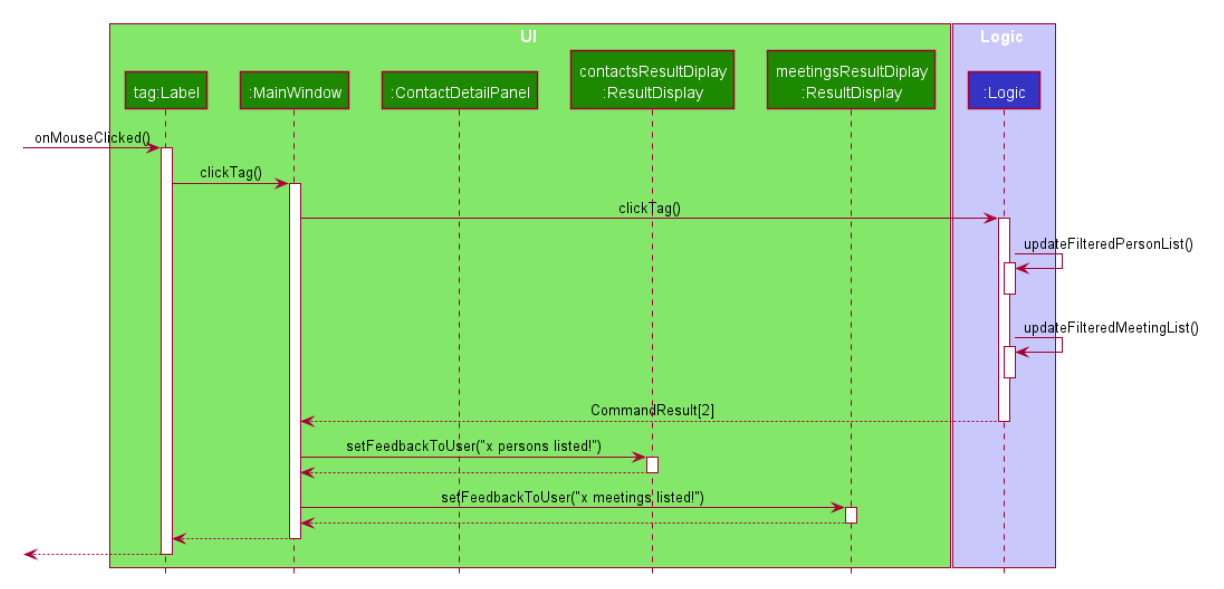 UI
Logic
contactsResultDiplay
:ResultDisplay
meetingsResultDiplay
:ResultDisplay
tag:Label
:MainWindow
:ContactDetailPanel
:Logic
onMouseClicked()
clickTag()
clickTag()
updateFilteredPersonList()
updateFilteredMeetingList()
CommandResult[2]
setFeedbackToUser("x persons listed!")
setFeedbackToUser("x meetings listed!")